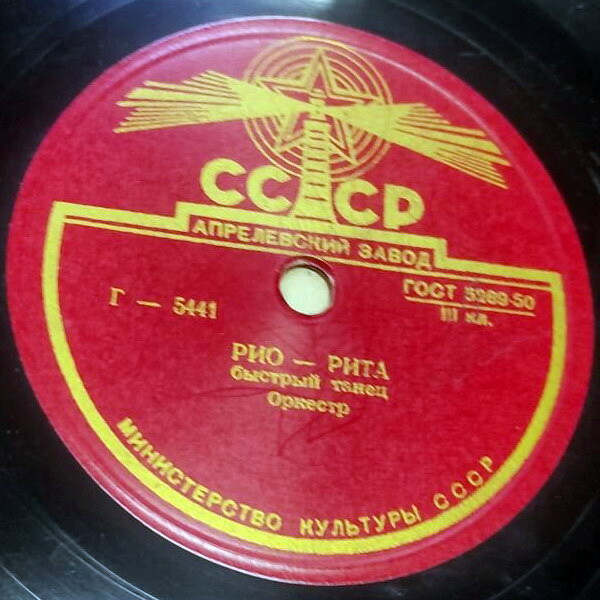 СССР
АПРЕЛЕВСКИЙ ЗАВОД
ГОСТ 5289-50
III кл.
Г — 5441
РИО — РИТА
быстрый танец
Оркестр
МИНИСТЕРСТВО КУЛЬТУРЫ СССР